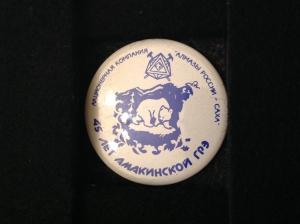 АКЦИОНЕРНАЯ КОМПАНИЯ
"АЛМАЗЫ РОССИИ - САХА"
45 ЛЕТ АМАКИНСКОЙ ГРЭ